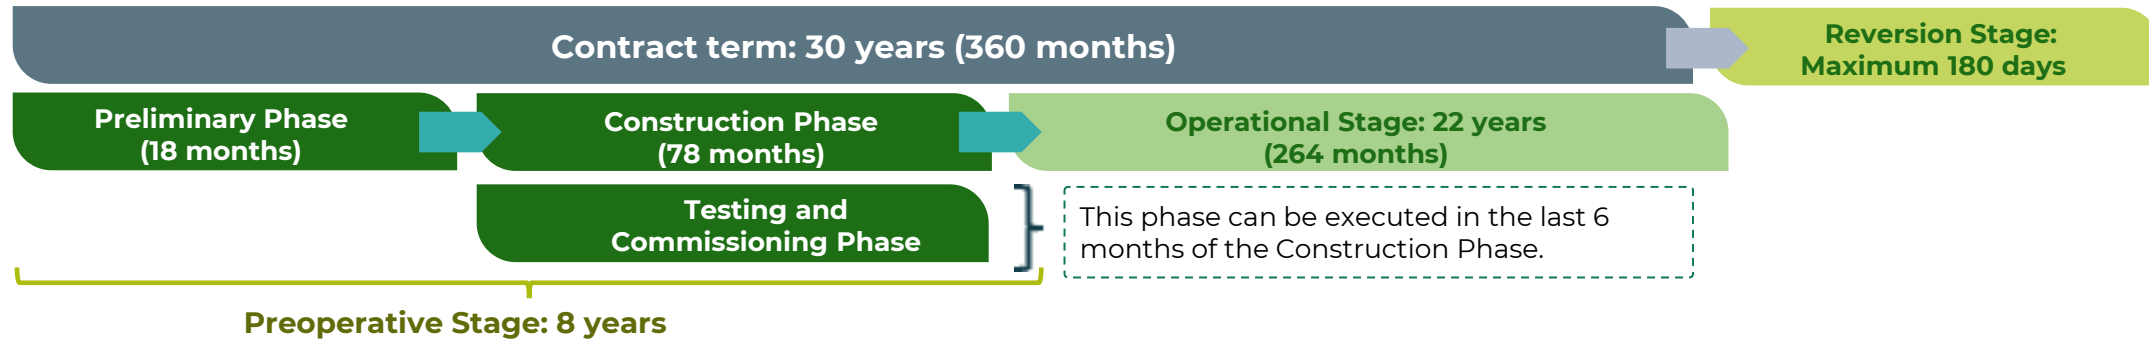 Contract term: 30 years (360 months)
Reversion Stage:
Maximum 180 days
Preliminary Phase
(18 months)
Construction Phase
(78 months)
Operational Stage: 22 years
(264 months)
Testing and
Commissioning Phase
This phase can be executed in the last 6
months of the Construction Phase.
Preoperative Stage: 8 years